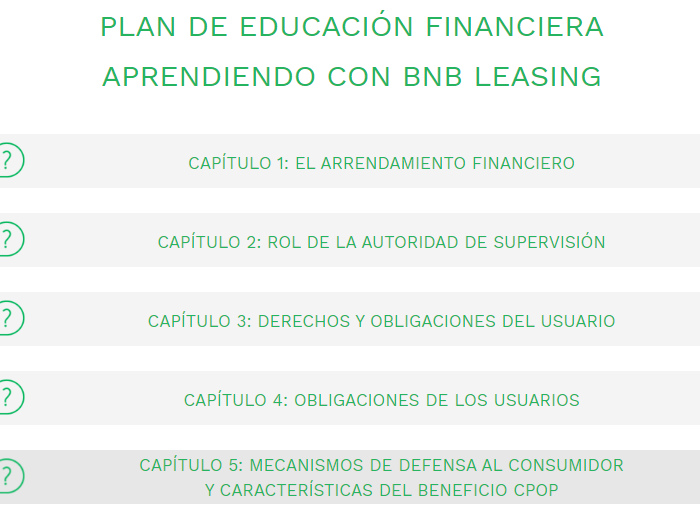 PLAN DE EDUCACIÓN FINANCIERA
APRENDIENDO CON BNB LEASING
?
CAPÍTULO 1: EL ARRENDAMIENTO FINANCIERO
?
CAPÍTULO 2: ROL DE LA AUTORIDAD DE SUPERVISIÓN
?
CAPÍTULO 3: DERECHOS Y OBLIGACIONES DEL USUARIO
?
CAPÍTULO 4: OBLIGACIONES DE LOS USUARIOS
?
CAPÍTULO 5: MECANISMOS DE DEFENSA AL CONSUMIDOR
Y CARACTERÍSTICAS DEL BENEFICIO CPOP